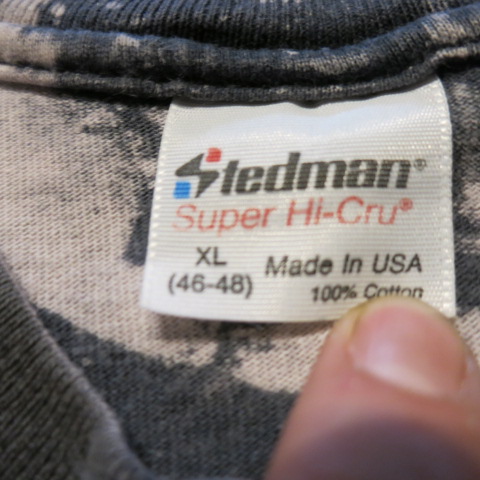 Stedman®
Super Hi-Cru®
XL
(46-48)
Made In USA
100% Cotton